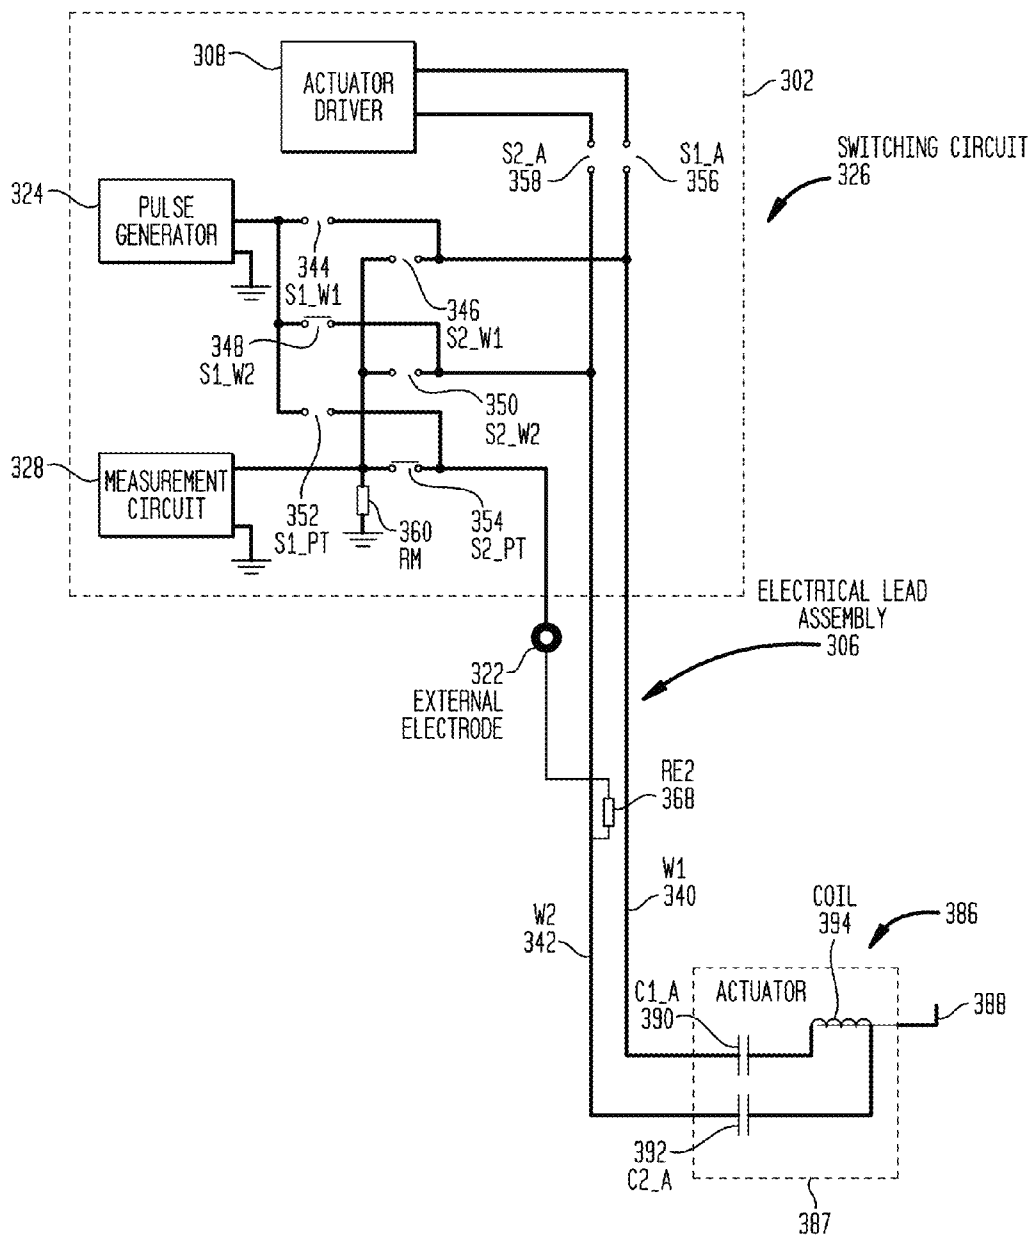 308
ACTUATOR
DRIVER
302
S2_A
358
S1_A
356
SWITCHING CIRCUIT
326
324
PULSE
GENERATOR
344
S1_W1
346
S2_W1
348
S1_W2
350
S2_W2
328
MEASUREMENT
CIRCUIT
352
S1_PT
360
RM
354
S2_PT
ELECTRICAL LEAD
ASSEMBLY
306
322
EXTERNAL
ELECTRODE
RE2
368
W1
340
W2
342
COIL
394
386
C1_A
390
ACTUATOR
388
392
C2_A
387